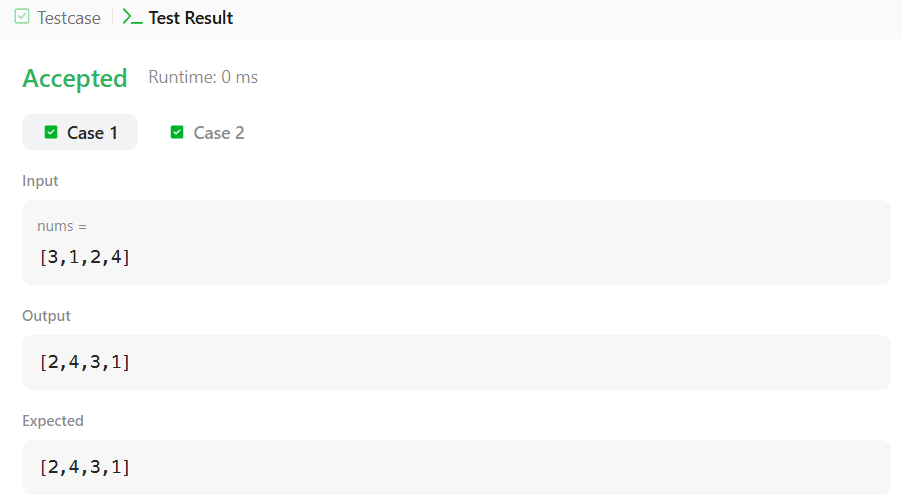 Testcase Test Result
Accepted Runtime: 0 ms
Case 1 Case 2
Input
nums =
[3,1,2,4]
Output
[2,4,3,1]
Expected
[2,4,3,1]